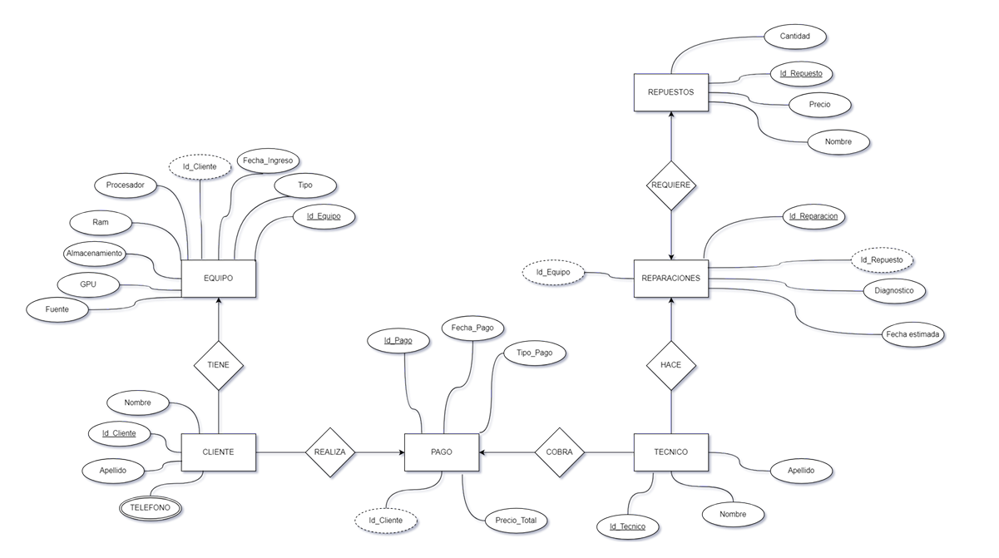 Cantidad
Id_Repuesto
REPUESTOS
Precio
Nombre
Fecha_Ingreso
Id_Cliente
Procesador
Tipo
REQUIERE
Id_Equipo
Id_Reparacion
Ram
Almacenamiento
Id_Repuesto
Id_Equipo
EQUIPO
REPARACIONES
GPU
Diagnostico
Fuente
Fecha_Pago
Fecha estimada
Id_Pago
Tipo_Pago
TIENE
HACE
Nombre
Id_Cliente
CLIENTE
REALIZA
PAGO
COBRA
TECNICO
Apellido
Apellido
TELEFONO
Nombre
Id_Cliente
Precio_Total
Id_Tecnico